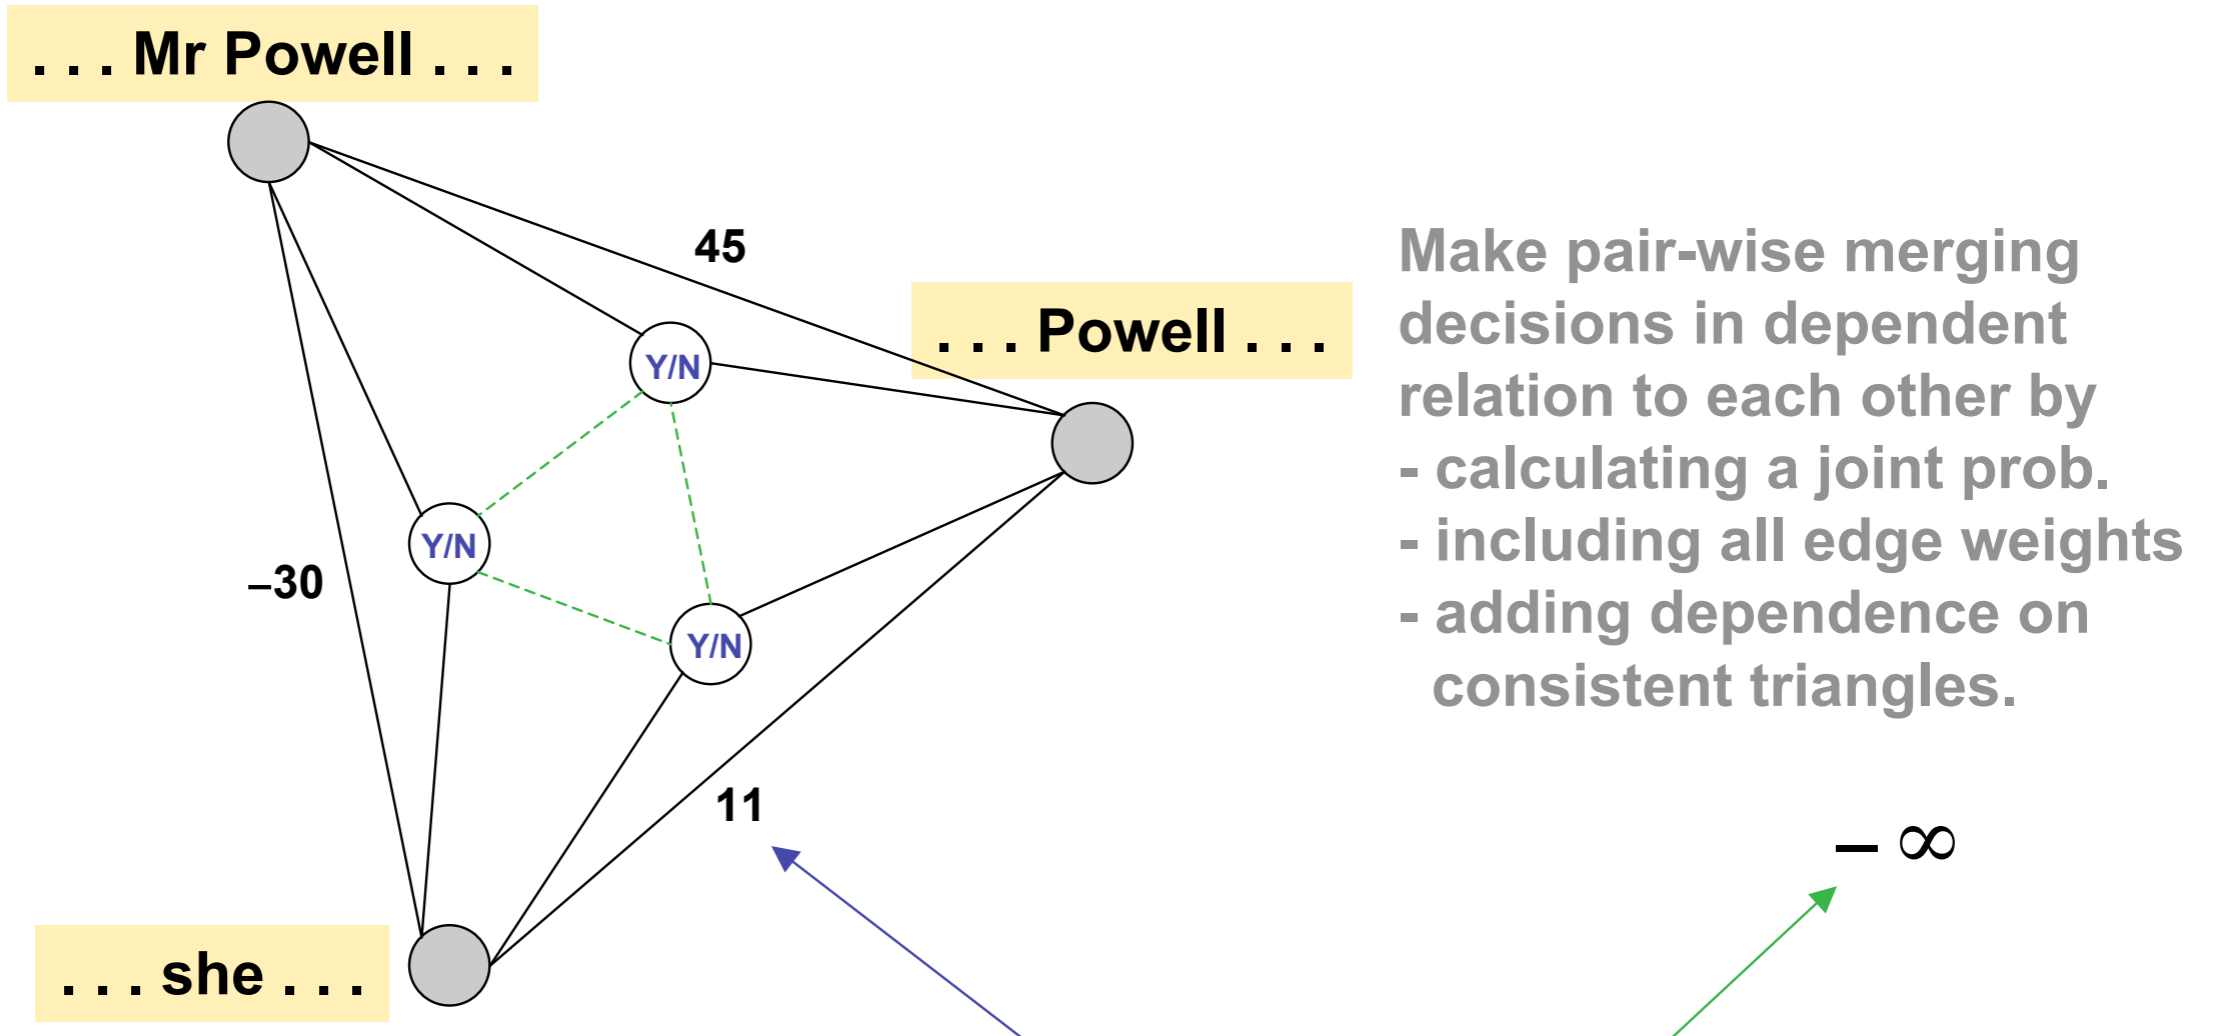 . . . Mr Powell . . .
45
. . . Powell . . .
Y/N
Y/N
–30
Y/N
11
. . . she . . .
Make pair-wise merging
decisions in dependent
relation to each other by
- calculating a joint prob.
- including all edge weights
- adding dependence on
consistent triangles.
– ∞